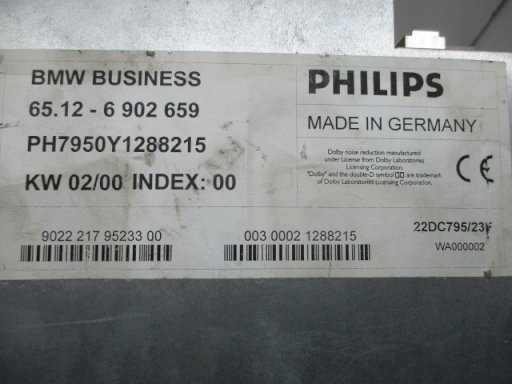 BMW BUSINESS
65.12 - 6 902 659
PH7950Y1288215
KW 02/00 INDEX: 00
PHILIPS
MADE IN GERMANY
Dolby noise reduction manufactured
under License from Dolby Laboratories
Licensing Corporation.
"Dolby" and the double-D symbol are trademark
of Dolby Laboratories Licensing Corporation.
CE
9022 217 95233 00
003 0002 1288215
22DC795/23F
WA000002